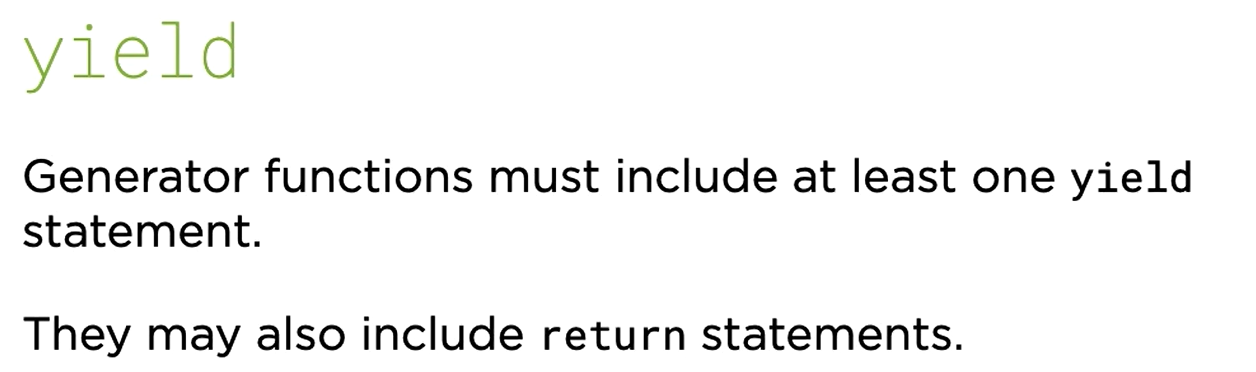 yield
Generator functions must include at least one yield
statement.
They may also include return statements.